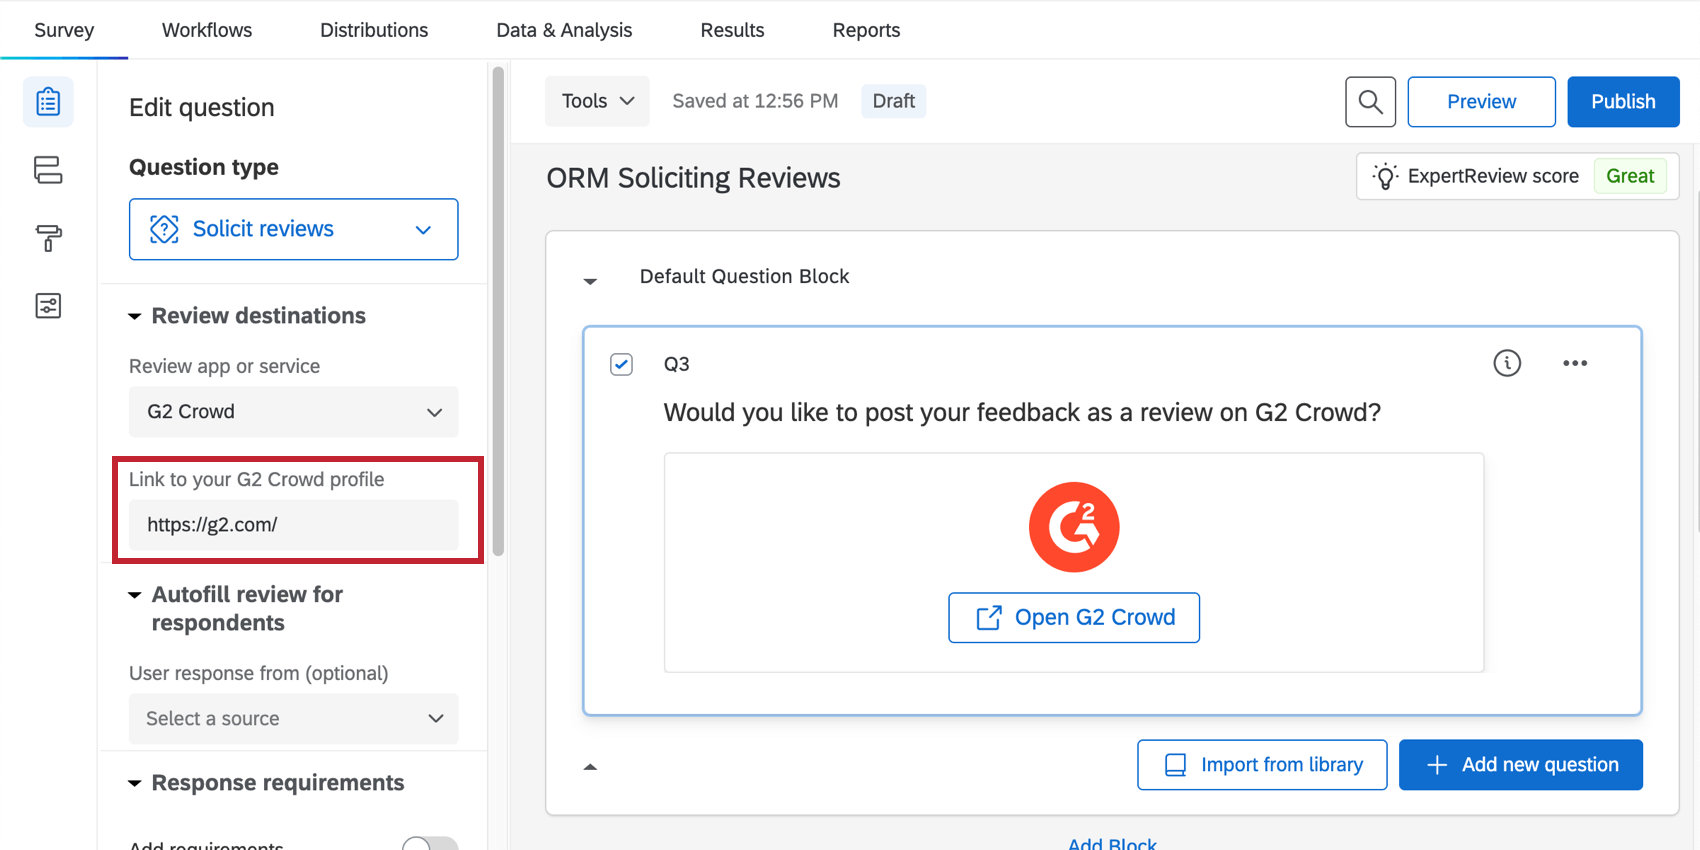 Survey
Workflows
Distributions
Data & Analysis
Results
Reports
Edit question
Question type
Solicit reviews
Review destinations
Review app or service
G2 Crowd
Link to your G2 Crowd profile
https://g2.com/
Autofill review for
respondents
User response from (optional)
Select a source
Response requirements
Add requirements
Tools
Saved at 12:56 PM
Draft
Preview
Publish
ORM Soliciting Reviews
ExpertReview score
Great
Default Question Block
Q3
Would you like to post your feedback as a review on G2 Crowd?
G2
Open G2 Crowd
Import from library
Add new question
Add Block